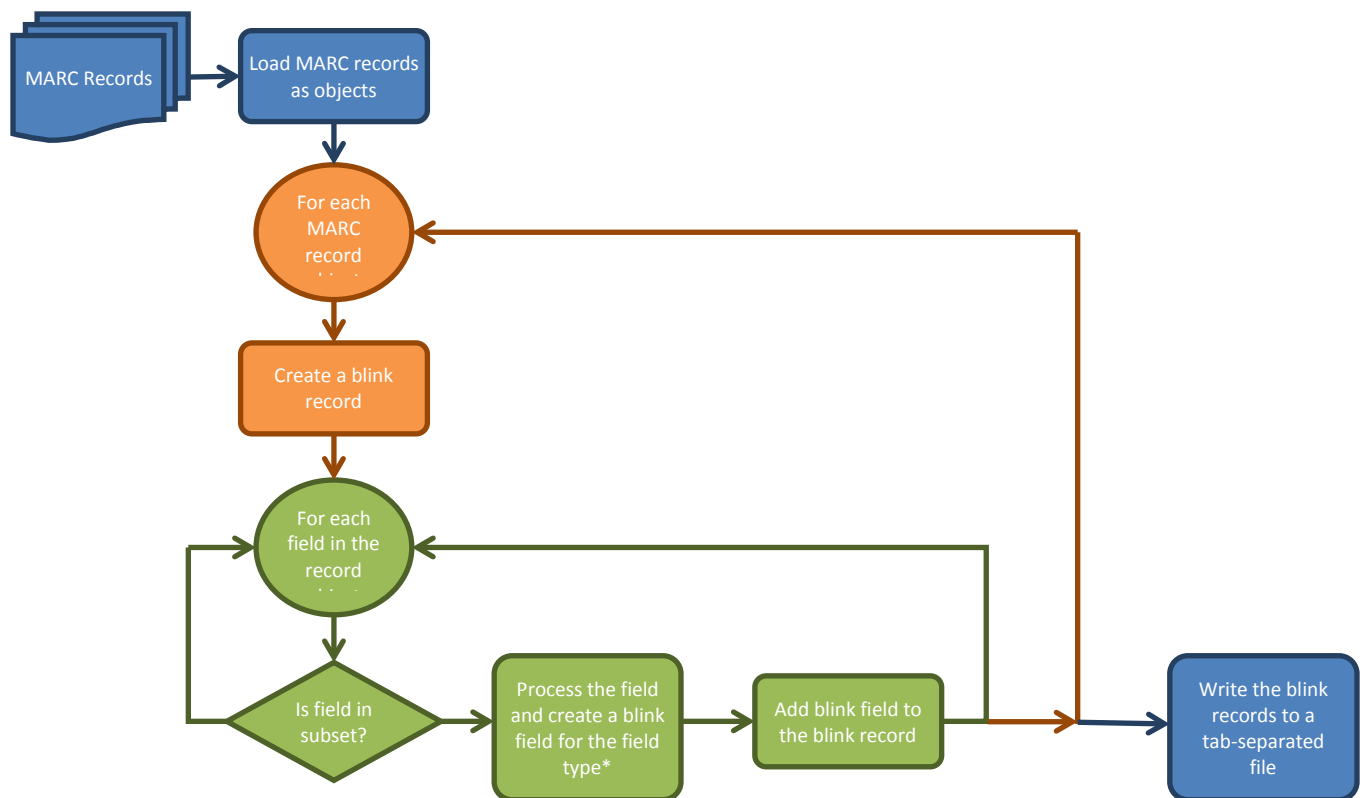 MARC Records
Load MARC records
as objects
For each
MARC
record
Create a blink
record
For each
field in the
record
Is field in
subset?
Process the field
and create a blink
field for the field
type*
Add blink field to
the blink record
Write the blink
records to a
tab-separated
file